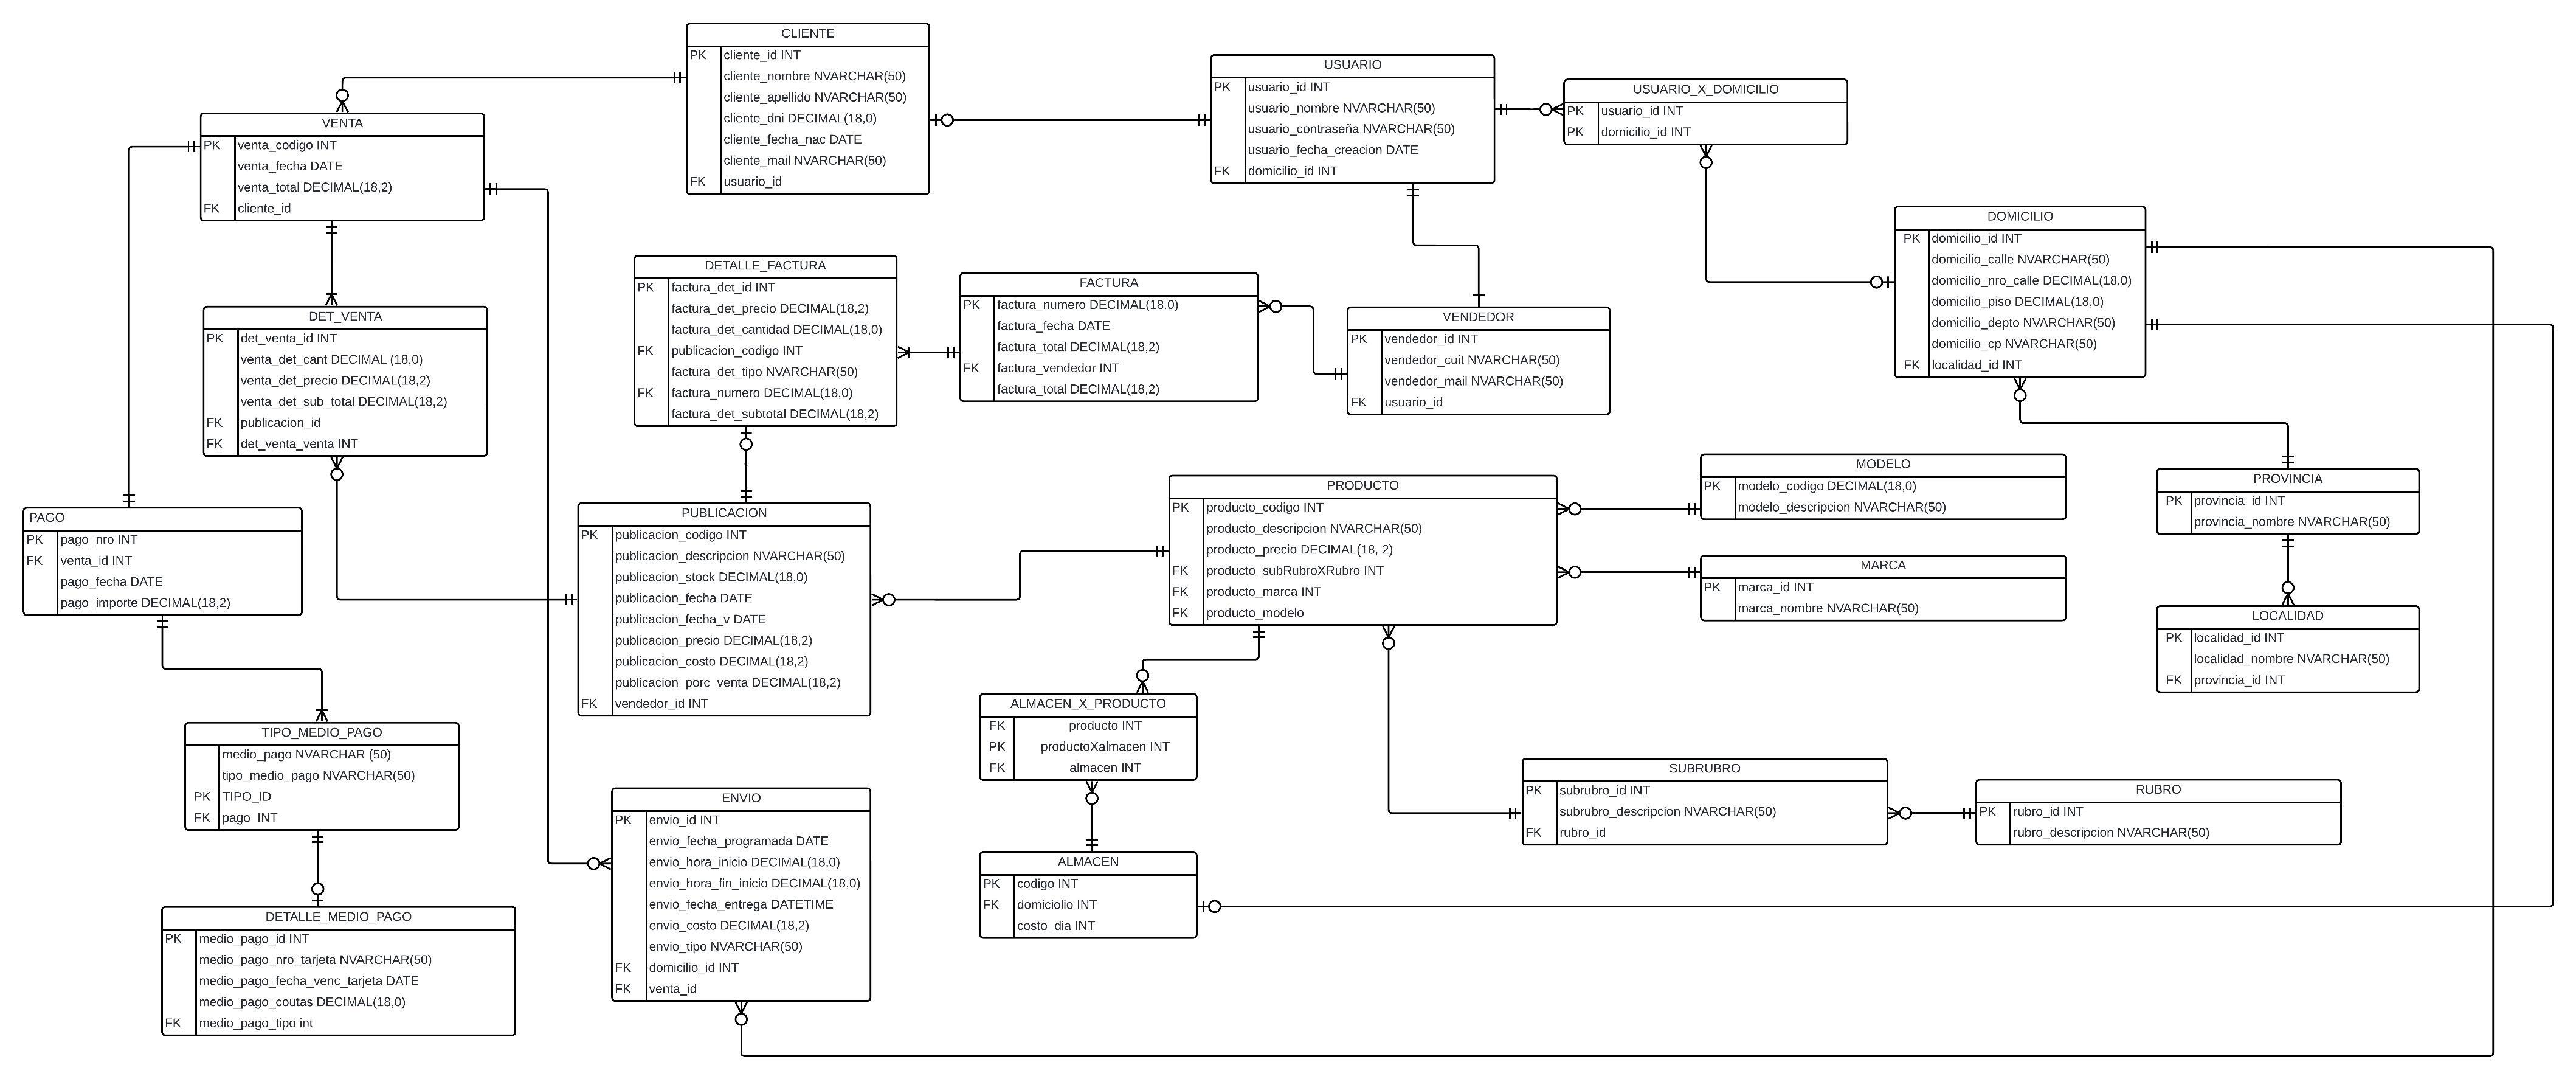 CLIENTE
PK cliente_id INT
cliente_nombre NVARCHAR(50)
cliente_apellido NVARCHAR(50)
cliente_dni DECIMAL(18,0)
cliente_fecha_nac DATE
cliente_mail NVARCHAR(50)
FK usuario_id
USUARIO
PK usuario_id INT
usuario_nombre NVARCHAR(50)
usuario_contraseña NVARCHAR(50)
usuario_fecha_creacion DATE
FK domicilio_id INT
USUARIO_X_DOMICILIO
PK usuario_id INT
PK domicilio_id INT
VENTA
PK venta_codigo INT
venta_fecha DATE
venta_total DECIMAL(18,2)
FK cliente_id
DOMICILIO
PK domicilio_id INT
domicilio_calle NVARCHAR(50)
domicilio_nro_calle DECIMAL(18,0)
domicilio_piso DECIMAL(18,0)
domicilio_depto NVARCHAR(50)
domicilio_cp NVARCHAR(50)
FK localidad_id INT
DETALLE_FACTURA
PK factura_det_id INT
factura_det_precio DECIMAL(18,2)
factura_det_cantidad DECIMAL(18,0)
FK publicacion_codigo INT
factura_det_tipo NVARCHAR(50)
FK factura_numero DECIMAL(18,0)
factura_det_subtotal DECIMAL(18,2)
FACTURA
PK factura_numero DECIMAL(18.0)
factura_fecha DATE
factura_total DECIMAL(18,2)
FK factura_vendedor INT
factura_total DECIMAL(18,2)
VENDEDOR
PK vendedor_id INT
vendedor_cuit NVARCHAR(50)
vendedor_mail NVARCHAR(50)
FK usuario_id
DET_VENTA
PK det_venta_id INT
venta_det_cant DECIMAL (18,0)
venta_det_precio DECIMAL(18,2)
venta_det_sub_total DECIMAL(18,2)
FK publicacion_id
FK det_venta_venta INT
PAGO
PK pago_nro INT
FK venta_id INT
pago_fecha DATE
pago_importe DECIMAL(18,2)
PUBLICACION
PK publicacion_codigo INT
publicacion_descripcion NVARCHAR(50)
publicacion_stock DECIMAL(18,0)
publicacion_fecha DATE
publicacion_fecha_v DATE
publicacion_precio DECIMAL(18,2)
publicacion_costo DECIMAL(18,2)
publicacion_porc_venta DECIMAL(18,2)
FK vendedor_id INT
PRODUCTO
PK producto_codigo INT
producto_descripcion NVARCHAR(50)
producto_precio DECIMAL(18, 2)
FK producto_subRubroXRubro INT
FK producto_marca INT
FK producto_modelo
MODELO
PK modelo_codigo DECIMAL(18,0)
modelo_descripcion NVARCHAR(50)
MARCA
PK marca_id INT
marca_nombre NVARCHAR(50)
PROVINCIA
PK provincia_id INT
provincia_nombre NVARCHAR(50)
LOCALIDAD
PK localidad_id INT
localidad_nombre NVARCHAR(50)
FK provincia_id INT
TIPO_MEDIO_PAGO
medio_pago NVARCHAR (50)
tipo_medio_pago NVARCHAR(50)
PK TIPO_ID
FK pago INT
ALMACEN_X_PRODUCTO
FK producto INT
PK productoXalmacen INT
FK almacen INT
SUBRUBRO
PK subrubro_id INT
subrubro_descripcion NVARCHAR(50)
FK rubro_id
RUBRO
PK rubro_id INT
rubro_descripcion NVARCHAR(50)
ENVIO
PK envio_id INT
envio_fecha_programada DATE
envio_hora_inicio DECIMAL(18,0)
envio_hora_fin_inicio DECIMAL(18,0)
envio_fecha_entrega DATETIME
envio_costo DECIMAL(18,2)
envio_tipo NVARCHAR(50)
FK domicilio_id INT
FK venta_id
ALMACEN
PK codigo INT
FK domiciolio INT
costo_dia INT
DETALLE_MEDIO_PAGO
PK medio_pago_id INT
medio_pago_nro_tarjeta NVARCHAR(50)
medio_pago_fecha_venc_tarjeta DATE
medio_pago_coutas DECIMAL(18,0)
FK medio_pago_tipo int